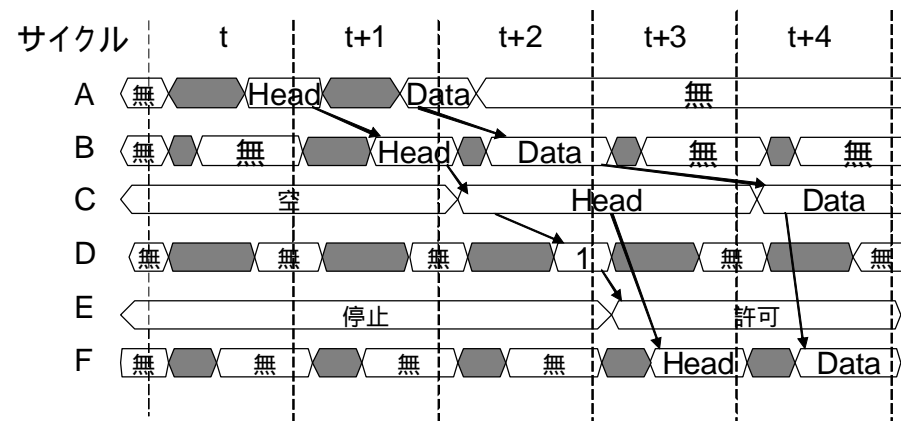 サイクル t t+1 t+2 t+3 t+4
A 無 Head Data 無
B 無 無 Head Data 無 無
C 空 Head Data
D 無 無 無 1 無 無
E 停止 許可
F 無 無 無 無 Head Data